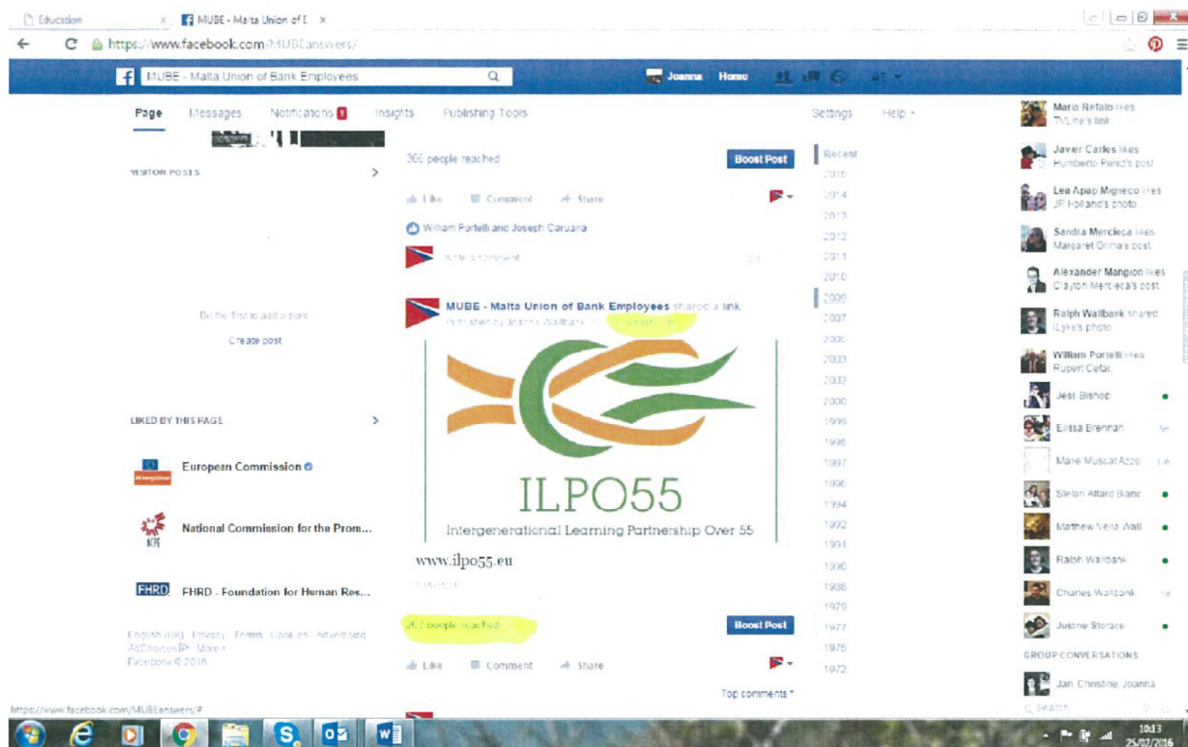 Education
MUBE - Malta Union of E
https://www.facebook.com/MUBEanswers/
MUBE - Malta Union of Bank Employees
Joanna Home
Page Messages Notifications 1 Insights Publishing Tools Settings Help
VISITOR POSTS
Be the first to add a post
Create post
LIKED BY THIS PAGE
European Commission
National Commission for the Prom...
NCPE
FHRD FHRD - Foundation for Human Res...
English (UK) Privacy Terms Cookies Advertising
AdChoices More
Facebook © 2016
366 people reached
Boost Post
Like Comment Share
William Portelli and Joseph Caruana
Write a comment
MUBE - Malta Union of Bank Employees shared a link
Published by Joanna Wallbank
ILPO55
Intergenerational Learning Partnership Over 55
www.ilpo55.eu
people reached
Boost Post
Like Comment Share
Top comments
Recent
2015
2014
2013
2012
2011
2010
2009
2007
2003
2002
2000
1999
1998
1997
1996
1994
1992
1991
1990
1979
1977
1975
1972
Maria Refalo likes
TVLine's link
Javier Carles likes
Humberto Perez's post
Lea Apap Migneco likes
JP Holland's photo
Sandra Mercieca likes
Margaret Grima's post
Alexander Mangion likes
Clayton Mercieca's post
Ralph Wallbank shared
iLyke's photo
William Portelli likes
Jess Bishop
Elissa Brennan
Marie Muscat Azzo
Stefan Attard Bianc
Matthew Vella Wall
Ralph Wallbank
Charles Wallbank
Justine Storace
GROUP CONVERSATIONS
Jan, Christine, Joanna
Search
https://www.facebook.com/MUBEanswers/#
10:13
25/02/2016